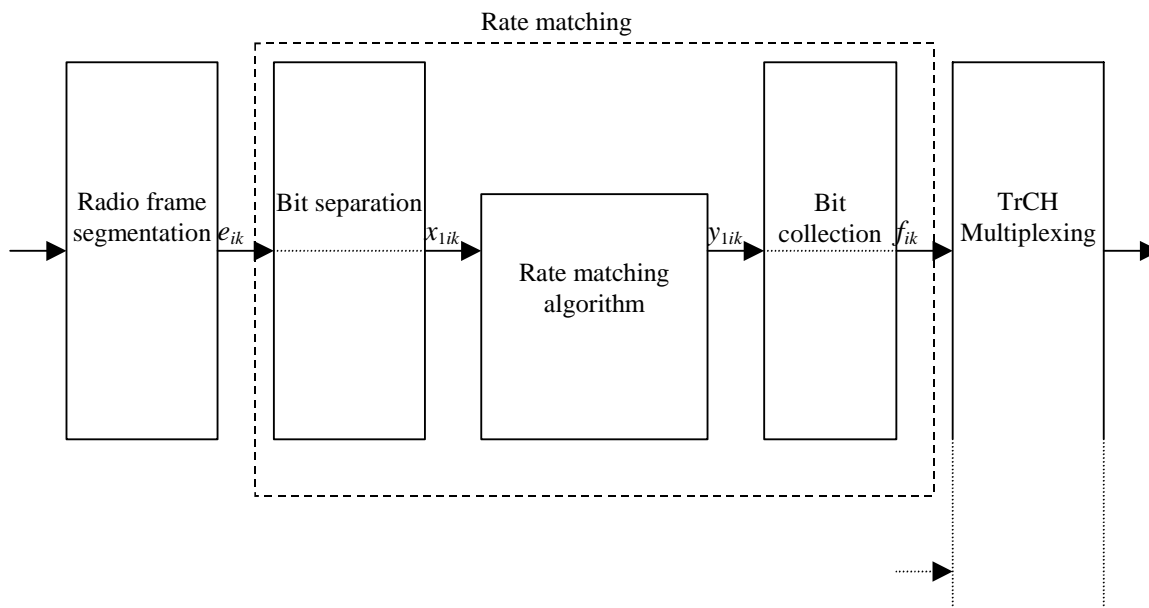 Rate matching
Radio frame
segmentation
e_ik
Bit separation
x_1ik
Rate matching
algorithm
y_1ik
Bit
collection
f_ik
TrCH
Multiplexing